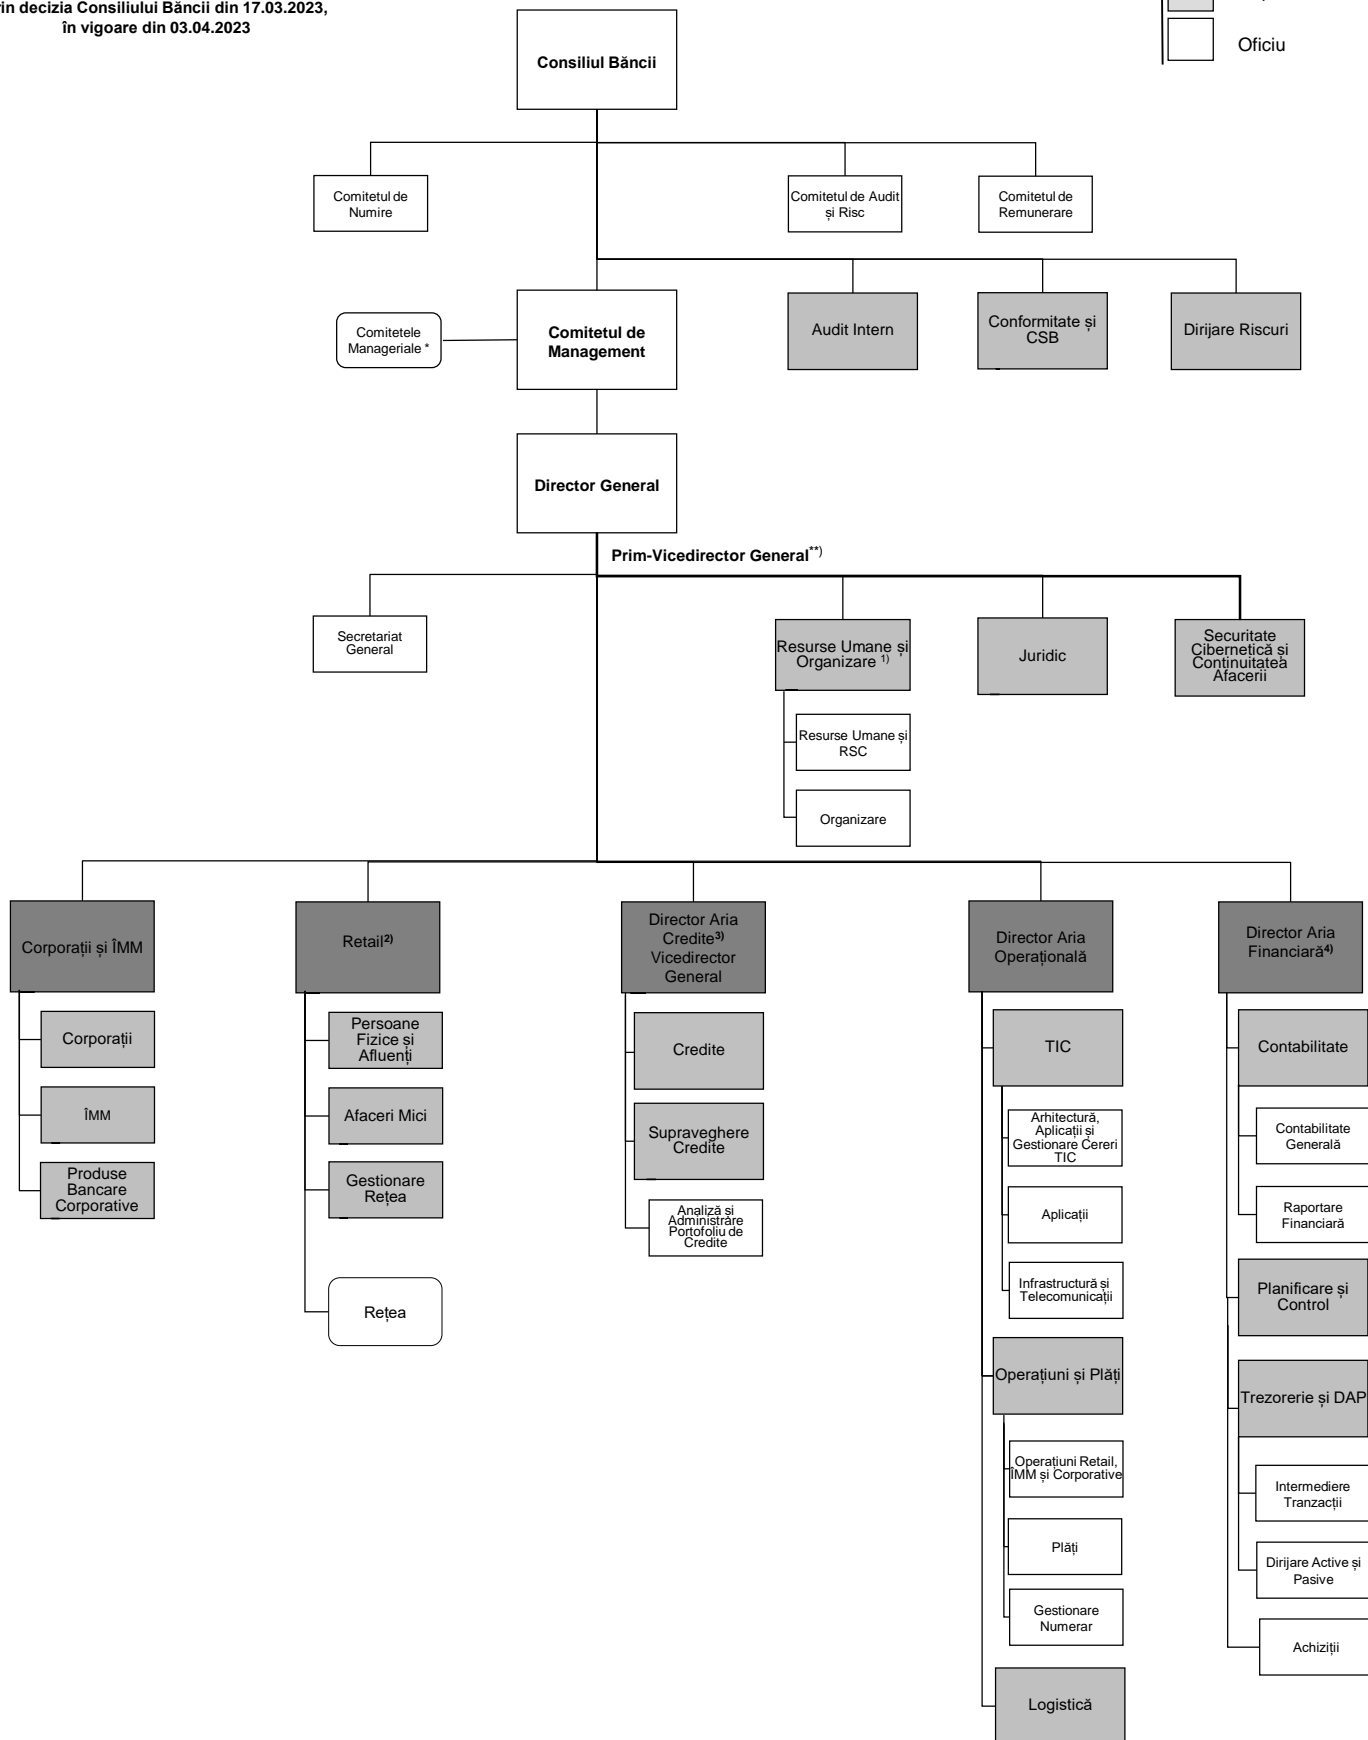 decizia Consiliului Băncii din 17.03.2023,
în vigoare din 03.04.2023
Oficiu
Consiliul Băncii
Comitetul de
Numire
Comitetul de Audit
și Risc
Comitetul de
Remunerare
Comitetele
Manageriale *
Comitetul de
Management
Audit Intern
Conformitate și
CSB
Dirijare Riscuri
Director General
Prim-Vicedirector General**)
Secretariat
General
Resurse Umane și
Organizare 1)
Juridic
Securitate
Cibernetică și
Continuitatea
Afacerii
Resurse Umane și
RSC
Organizare
Corporații și ÎMM
Corporații
ÎMM
Produse
Bancare
Corporative
Retail2)
Persoane
Fizice și
Afluenți
Afaceri Mici
Gestionare
Rețea
Rețea
Director Aria
Credite3)
Vicedirector
General
Credite
Supraveghere
Credite
Analiză și
Administrare
Portofoliu de
Credite
Director Aria
Operațională
TIC
Arhitectură,
Aplicații și
Gestionare Cereri
TIC
Aplicații
Infrastructură și
Telecomunicații
Operațiuni și Plăți
Operațiuni Retail,
ÎMM și Corporative
Plăți
Gestionare
Numerar
Logistică
Director Aria
Financiară4)
Contabilitate
Contabilitate
Generală
Raportare
Financiară
Planificare și
Control
Trezorerie și DAP
Intermediere
Tranzacții
Dirijare Active și
Pasive
Achiziții